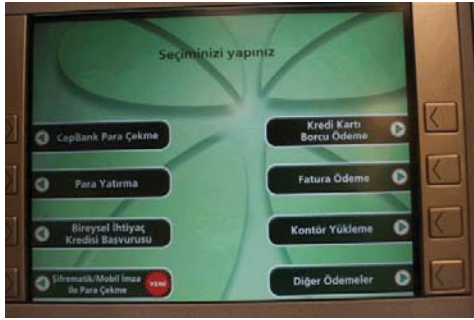 Seçiminizi yapınız
CepBank Para Çekme
Para Yatırma
Bireysel İhtiyaç
Kredisi Başvurusu
Şifrematik/Mobil İmza
ile Para Çekme
YENİ
Kredi Kartı
Borcu Ödeme
Fatura Ödeme
Kontör Yükleme
Diğer Ödemeler